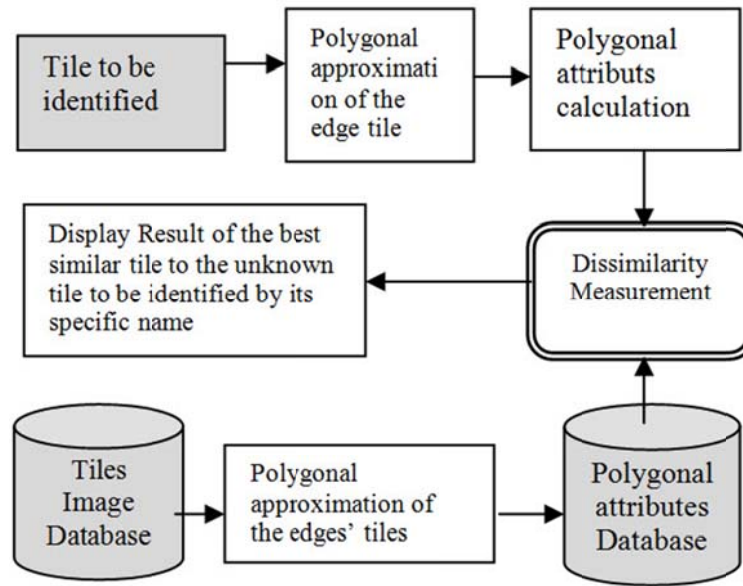 Tile to be
identified
Polygonal
approximati
on of the
edge tile
Polygonal
attributs
calculation
Display Result of the best
similar tile to the unknown
tile to be identified by its
specific name
Dissimilarity
Measurement
Tiles
Image
Database
Polygonal
approximation of
the edges’ tiles
Polygonal
attributes
Database